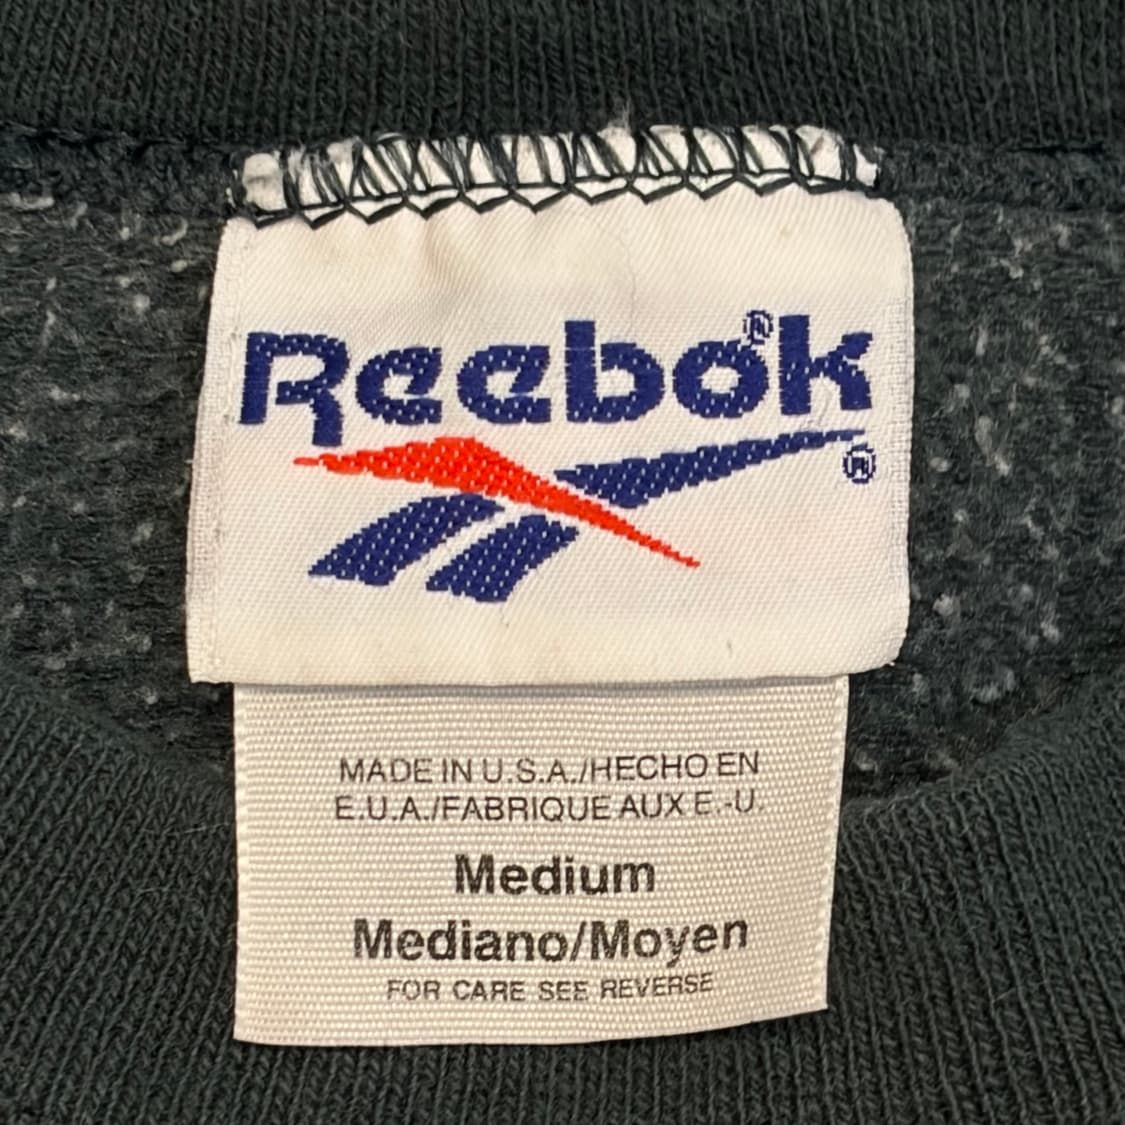 Reebok®
®
MADE IN U.S.A./HECHO EN
E.U.A./FABRIQUE AUX E.-U.
Medium
Mediano/Moyen
FOR CARE SEE REVERSE